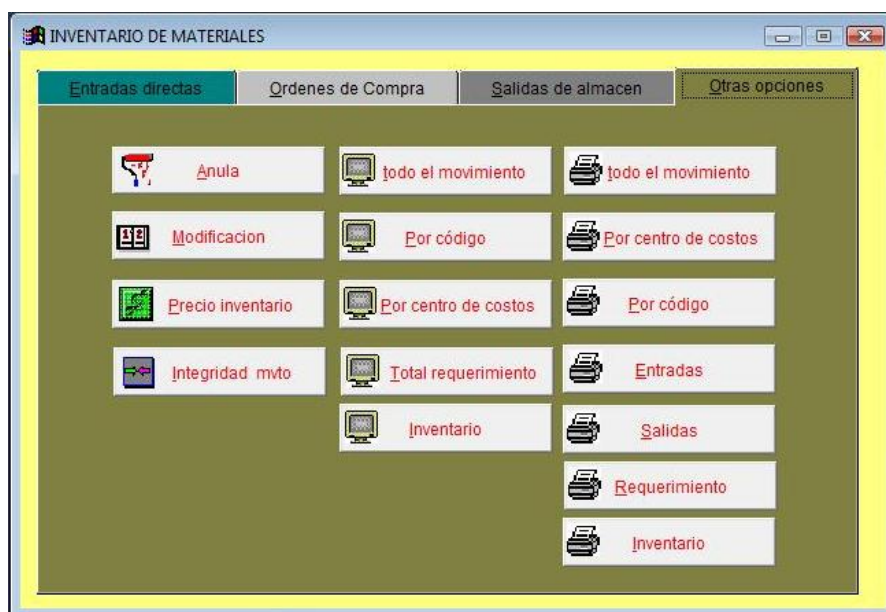 INVENTARIO DE MATERIALES
Entradas directas
Ordenes de Compra
Salidas de almacen
Otras opciones
Anula
todo el movimiento
todo el movimiento
Modificacion
Por código
Por centro de costos
Precio inventario
Por centro de costos
Por código
Integridad mvto
Total requerimiento
Entradas
Inventario
Salidas
Requerimiento
Inventario